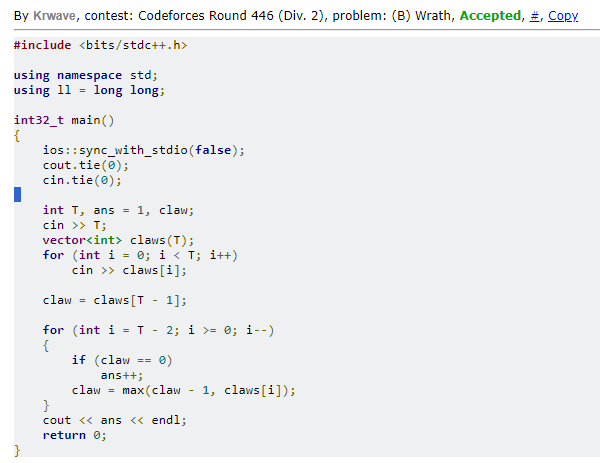 By Krwave, contest: Codeforces Round 446 (Div. 2), problem: (B) Wrath, Accepted, #, Copy
#include <bits/stdc++.h>
using namespace std;
using ll = long long;
int32_t main()
{
    ios::sync_with_stdio(false);
    cout.tie(0);
    cin.tie(0);
    int T, ans = 1, claw;
    cin >> T;
    vector<int> claws(T);
    for (int i = 0; i < T; i++)
        cin >> claws[i];
    claw = claws[T - 1];
    for (int i = T - 2; i >= 0; i--)
    {
        if (claw == 0)
            ans++;
        claw = max(claw - 1, claws[i]);
    }
    cout << ans << endl;
    return 0;
}